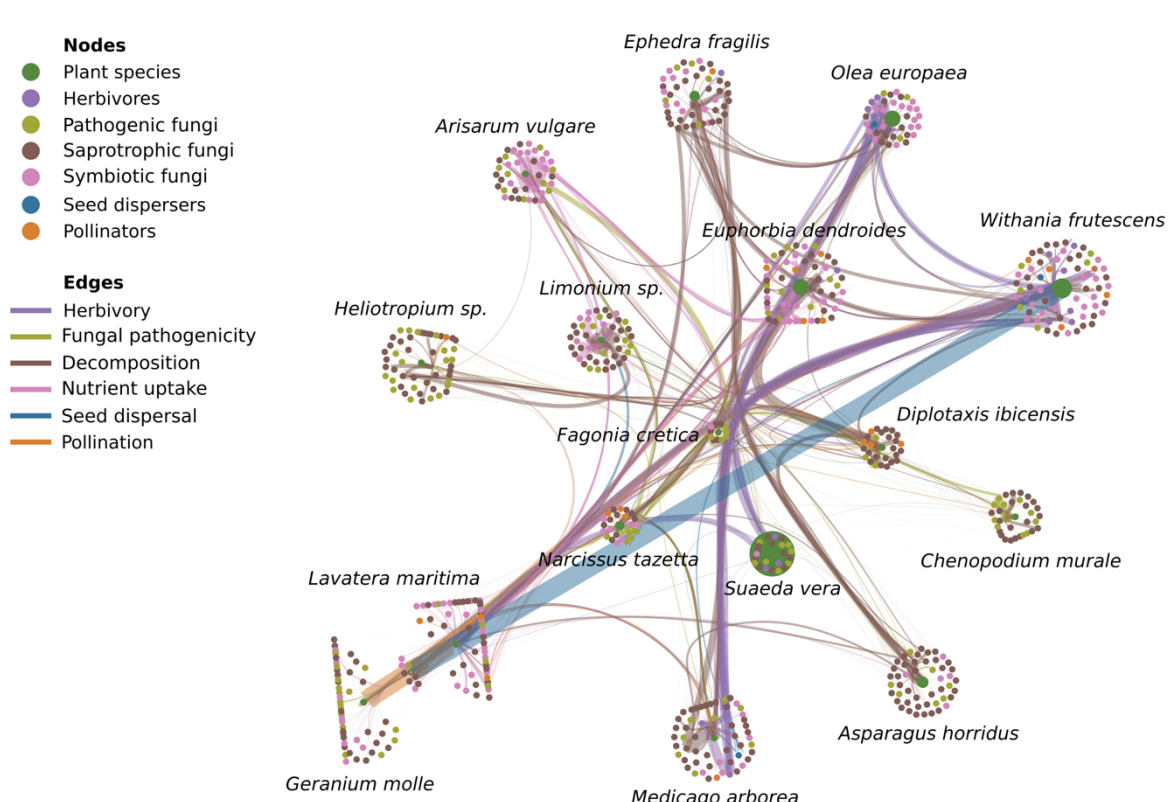 Nodes
Plant species
Herbivores
Pathogenic fungi
Saprotrophic fungi
Symbiotic fungi
Seed dispersers
Pollinators
Edges
Herbivory
Fungal pathogenicity
Decomposition
Nutrient uptake
Seed dispersal
Pollination
Ephedra fragilis
Olea europaea
Arisarum vulgare
Withania frutescens
Euphorbia dendroides
Limonium sp.
Heliotropium sp.
Diplotaxis ibicensis
Fagonia cretica
Narcissus tazetta
Chenopodium murale
Suaeda vera
Lavatera maritima
Asparagus horridus
Geranium molle
Medicago arborea